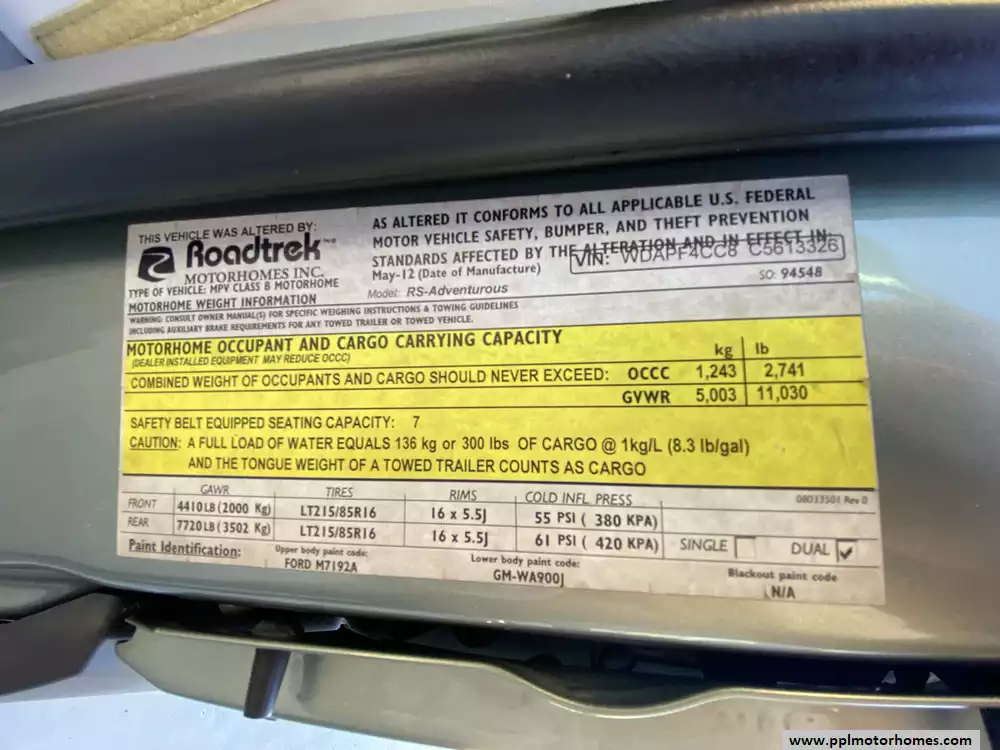 THIS VEHICLE WAS ALTERED BY:
Roadtrek
MOTORHOMES INC.
TYPE OF VEHICLE: MPV CLASS B MOTORHOME
MOTORHOME WEIGHT INFORMATION
AS ALTERED IT CONFORMS TO ALL APPLICABLE U.S. FEDERAL
MOTOR VEHICLE SAFETY, BUMPER, AND THEFT PREVENTION
STANDARDS AFFECTED BY THE ALTERATION AND IN EFFECT IN:
May-12 (Date of Manufacture)
VIN: WDAPF4CC8 C5613326
Model: RS-Adventurous
SO: 94548
WARNING: CONSULT OWNER MANUAL(S) FOR SPECIFIC WEIGHING INSTRUCTIONS & TOWING GUIDELINES
INCLUDING AUXILIARY BRAKE REQUIREMENTS FOR ANY TOWED TRAILER OR TOWED VEHICLE.
MOTORHOME OCCUPANT AND CARGO CARRYING CAPACITY
(DEALER INSTALLED EQUIPMENT MAY REDUCE OCCC)
kg lb
COMBINED WEIGHT OF OCCUPANTS AND CARGO SHOULD NEVER EXCEED: OCCC 1,243 2,741
GVWR 5,003 11,030
SAFETY BELT EQUIPPED SEATING CAPACITY: 7
CAUTION: A FULL LOAD OF WATER EQUALS 136 kg or 300 lbs OF CARGO @ 1kg/L (8.3 lb/gal)
AND THE TONGUE WEIGHT OF A TOWED TRAILER COUNTS AS CARGO
GAWR TIRES RIMS COLD INFL PRESS 08033501 Rev 0
FRONT 4410LB (2000 Kg) LT215/85R16 16 x 5.5J 55 PSI ( 380 KPA)
REAR 7720LB (3502 Kg) LT215/85R16 16 x 5.5J 61 PSI ( 420 KPA) SINGLE DUAL ✓
Paint Identification: Upper body paint code: Lower body paint code: Blackout paint code
FORD M7192A GM-WA900J N/A
www.pplmotorhomes.com